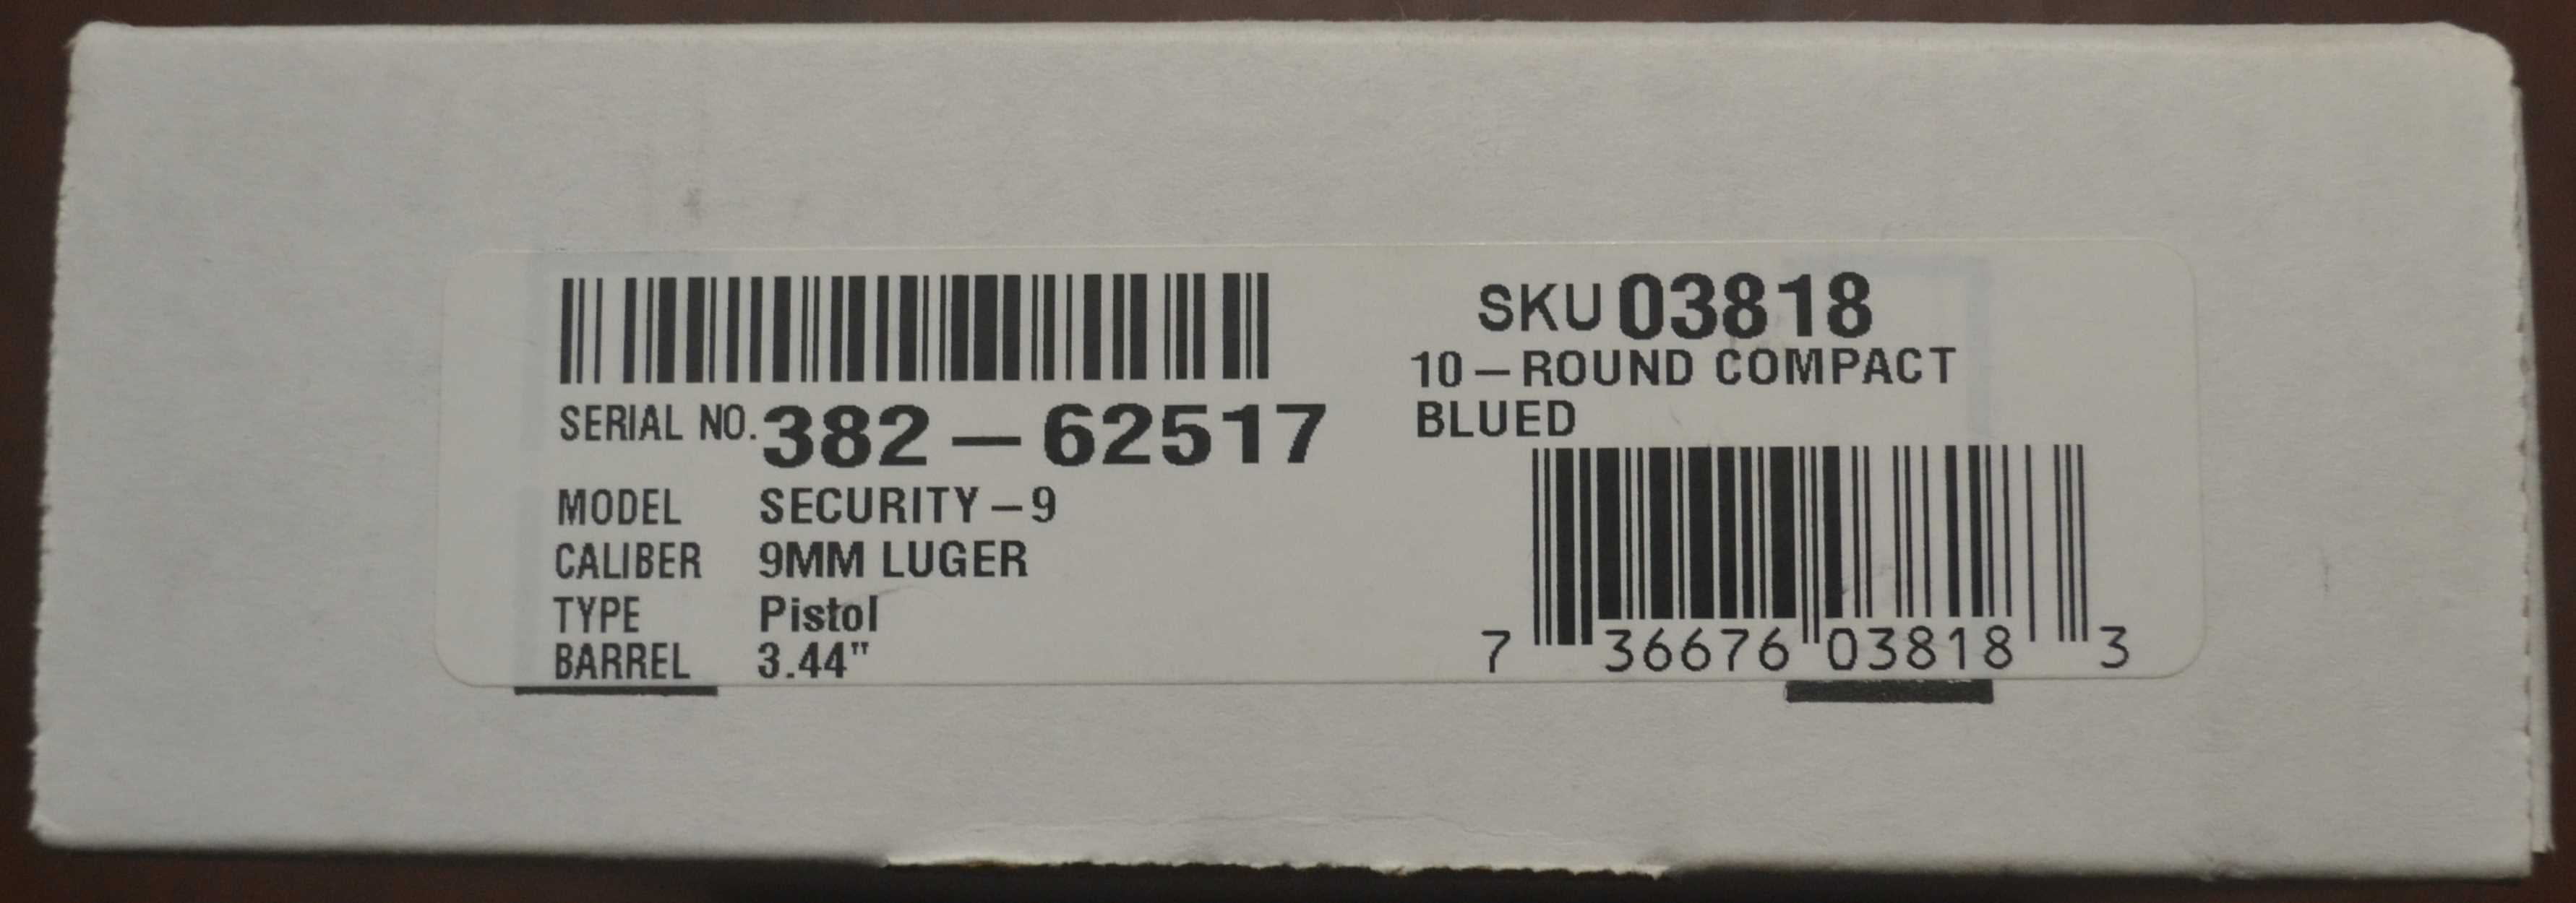 SERIAL NO. 382-62517
MODEL SECURITY-9
CALIBER 9MM LUGER
TYPE Pistol
BARREL 3.44"
SKU 03818
10-ROUND COMPACT
BLUED
7 36676 03818 3